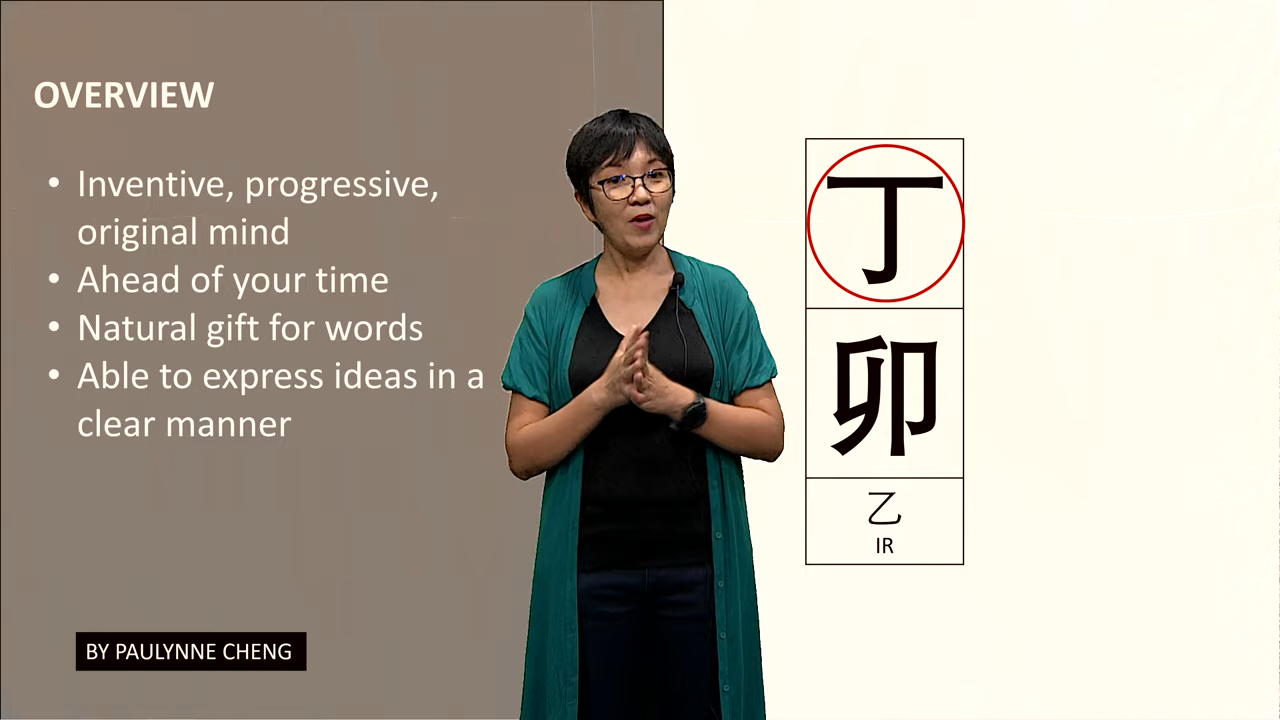 OVERVIEW
• Inventive, progressive,
original mind
• Ahead of your time
• Natural gift for words
• Able to express ideas in a
clear manner
BY PAULYNNE CHENG
丁
卯
乙
IR